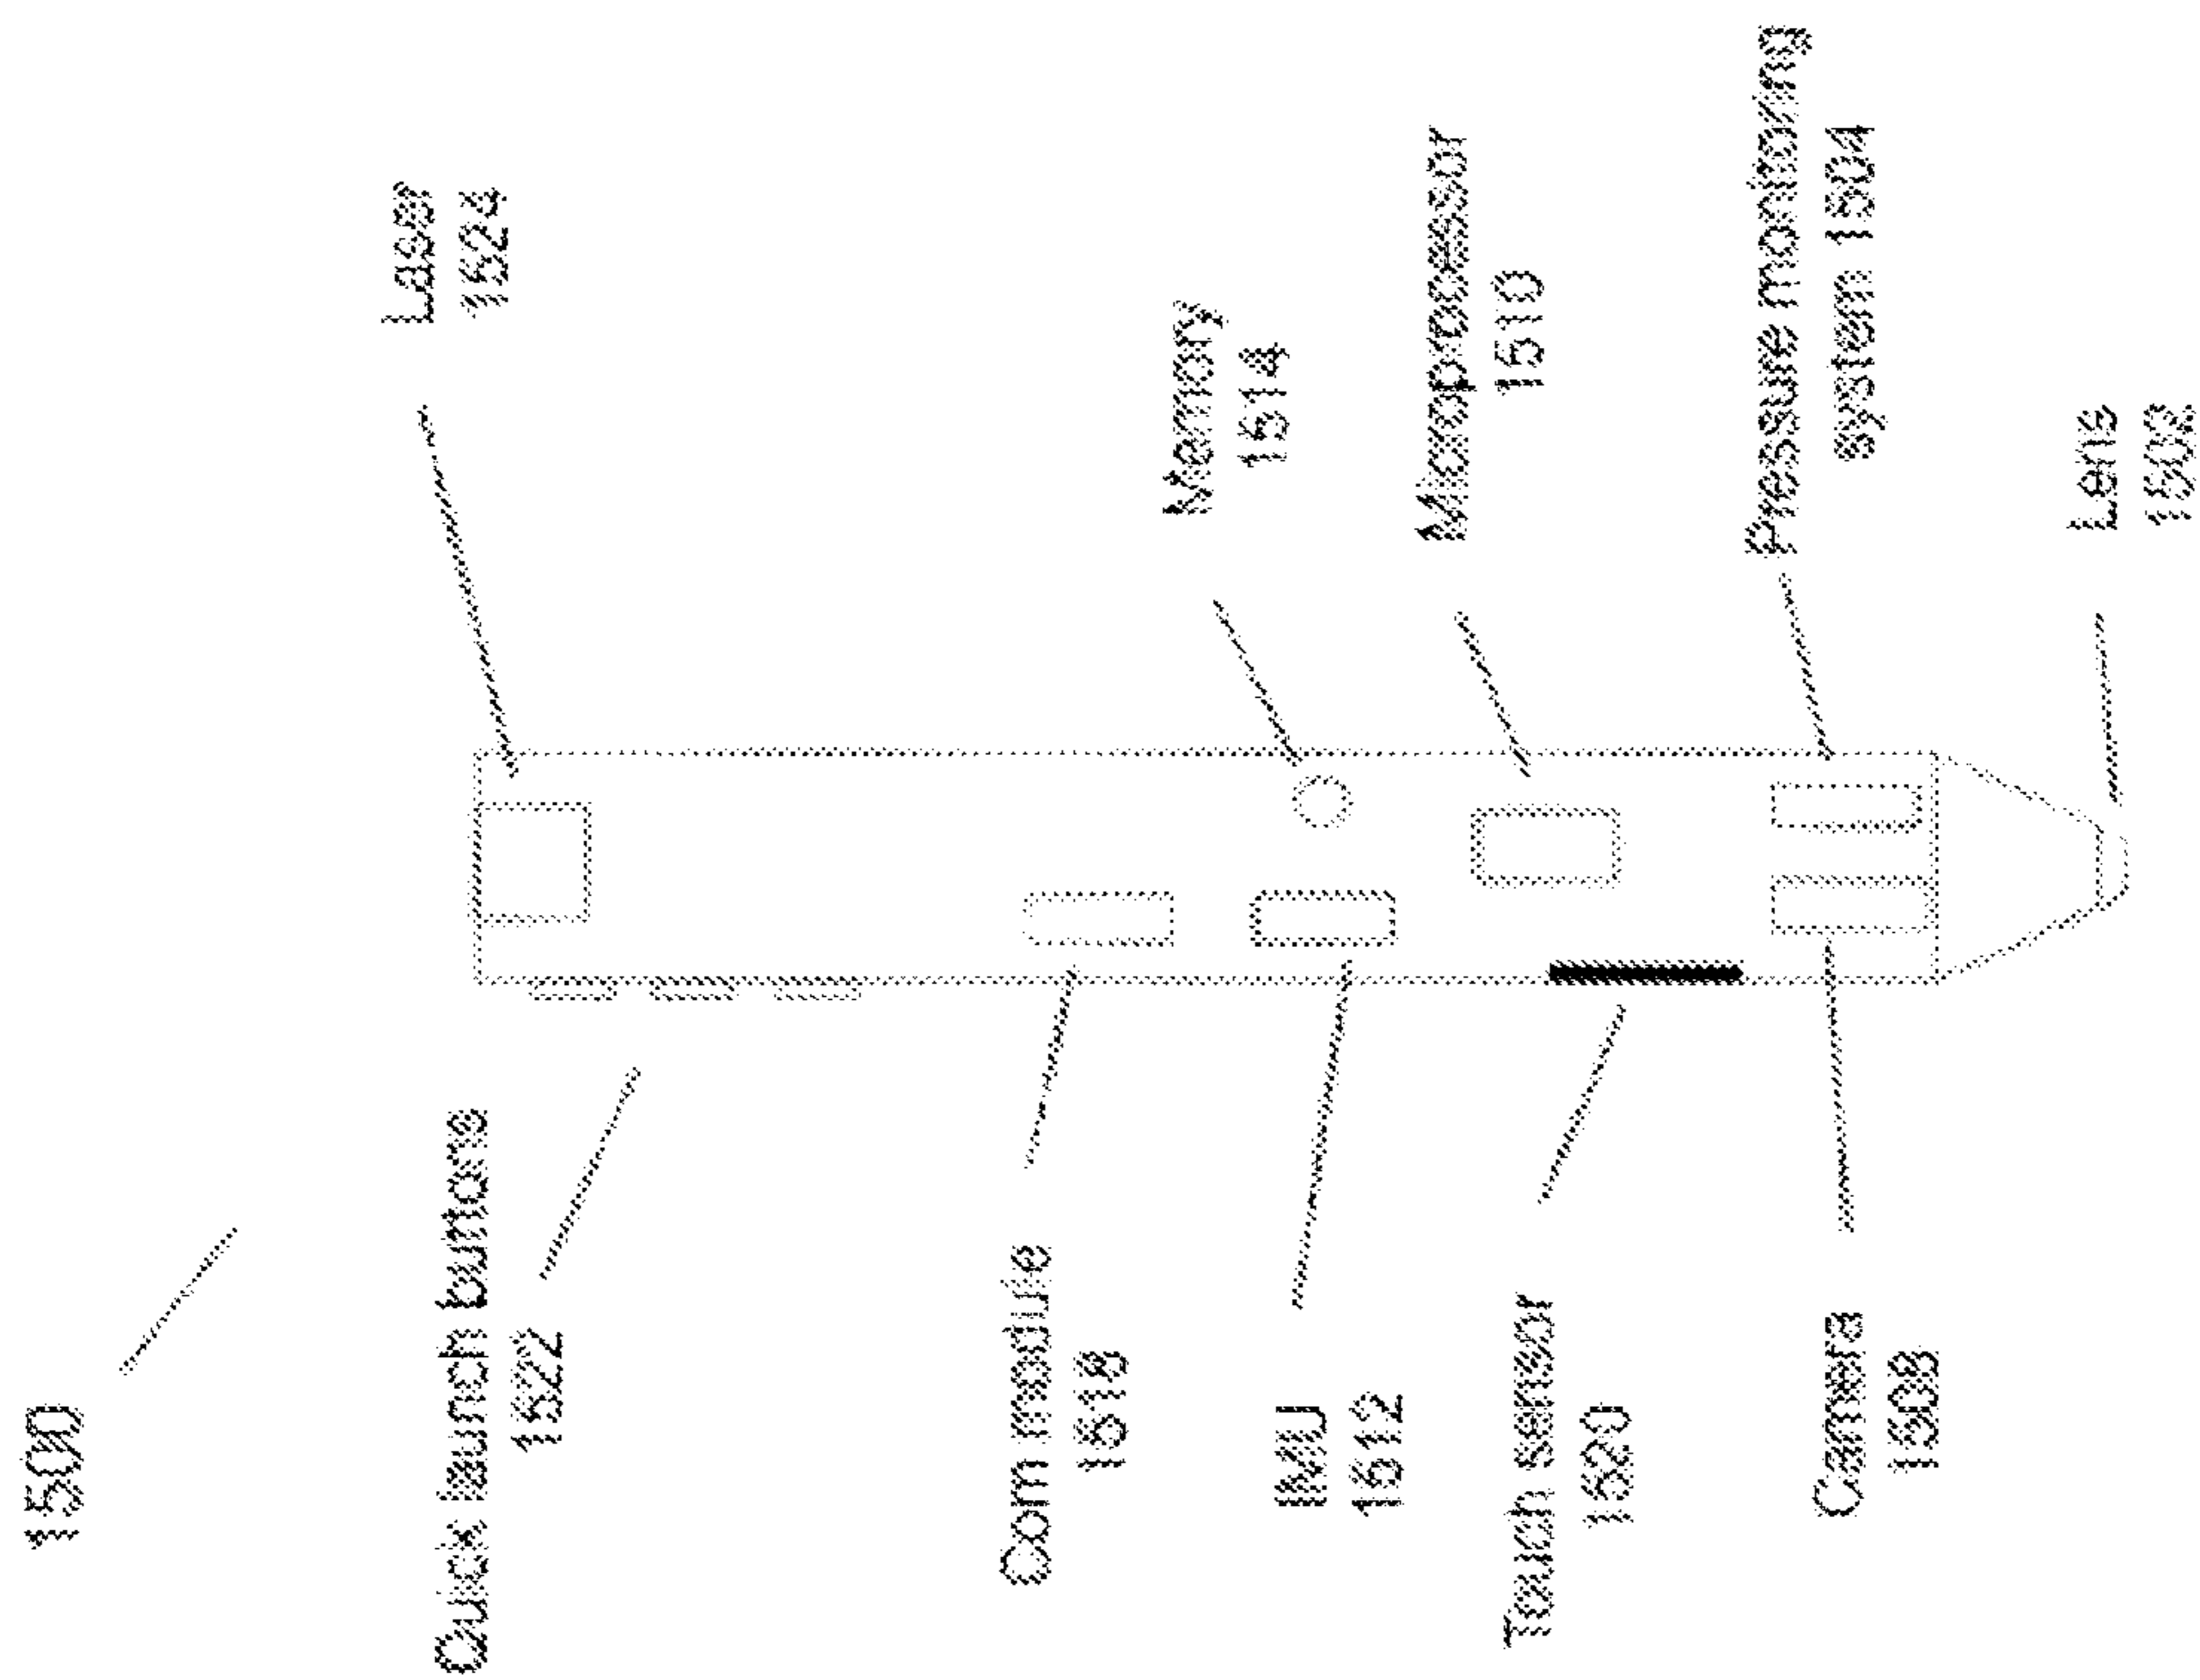 1500
Quick launch buttons
1522
Laser
1524
Com module
1518
Memory
1514
IMU
1512
Microprocessor
1510
Touch sensor
1520
Pressure monitoring
system 1504
Camera
1508
Lens
1502